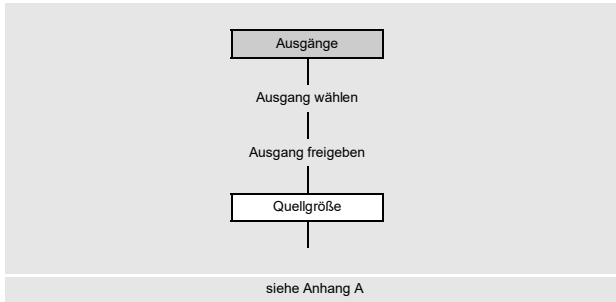 Ausgänge
Ausgang wählen
Ausgang freigeben
Quellgröße
siehe Anhang A